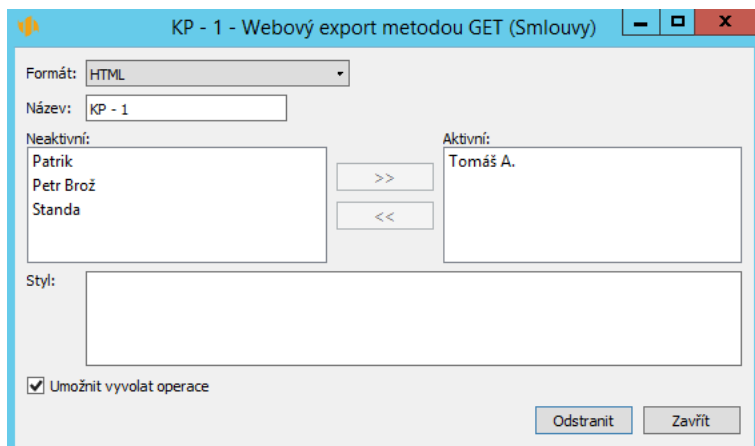 KP - 1 - Webový export metodou GET (Smlouvy)
Formát: HTML
Název: KP - 1
Neaktivní:
Patrik
Petr Brož
Standa
>>
<<
Aktivní:
Tomáš A.
Styl:
Umožnit vyvolat operace
Odstranit Zavřít